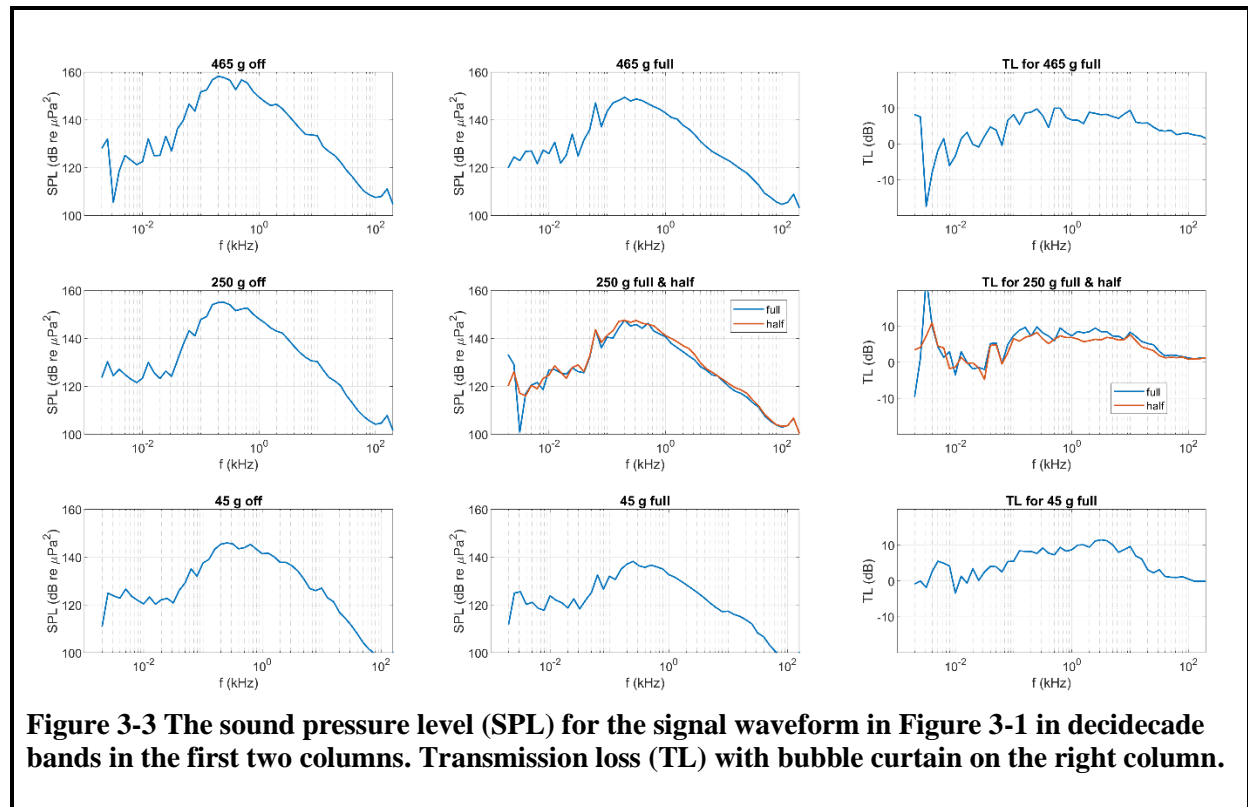 465 g off
160
140
120
100
SPL (dB re μPa²)
10⁻²
10⁰
10²
f (kHz)
465 g full
160
140
120
100
SPL (dB re μPa²)
10⁻²
10⁰
10²
f (kHz)
TL for 465 g full
10
0
-10
TL (dB)
10⁻²
10⁰
10²
f (kHz)
250 g off
160
140
120
100
SPL (dB re μPa²)
10⁻²
10⁰
10²
f (kHz)
250 g full & half
160
140
120
100
SPL (dB re μPa²)
full
half
10⁻²
10⁰
10²
f (kHz)
TL for 250 g full & half
10
0
-10
TL (dB)
full
half
10⁻²
10⁰
10²
f (kHz)
45 g off
160
140
120
100
SPL (dB re μPa²)
10⁻²
10⁰
10²
f (kHz)
45 g full
160
140
120
100
SPL (dB re μPa²)
10⁻²
10⁰
10²
f (kHz)
TL for 45 g full
10
0
-10
TL (dB)
10⁻²
10⁰
10²
f (kHz)
Figure 3-3 The sound pressure level (SPL) for the signal waveform in Figure 3-1 in decidecade
bands in the first two columns. Transmission loss (TL) with bubble curtain on the right column.